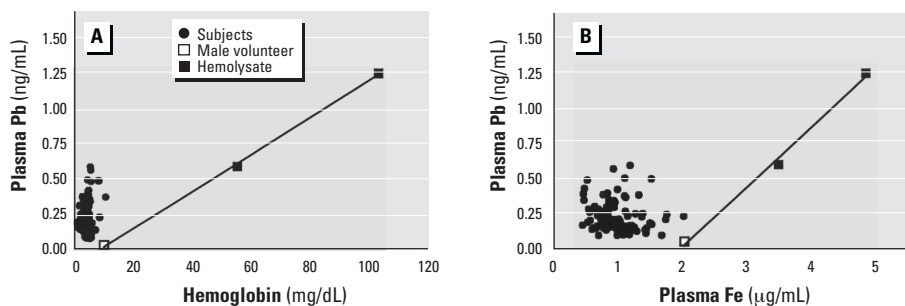 A
Subjects
Male volunteer
Hemolysate
Plasma Pb (ng/mL)
1.50
1.25
1.00
0.75
0.50
0.25
0.00
0 20 40 60 80 100 120
Hemoglobin (mg/dL)
B
Plasma Pb (ng/mL)
1.50
1.25
1.00
0.75
0.50
0.25
0.00
0 1 2 3 4 5
Plasma Fe (μg/mL)